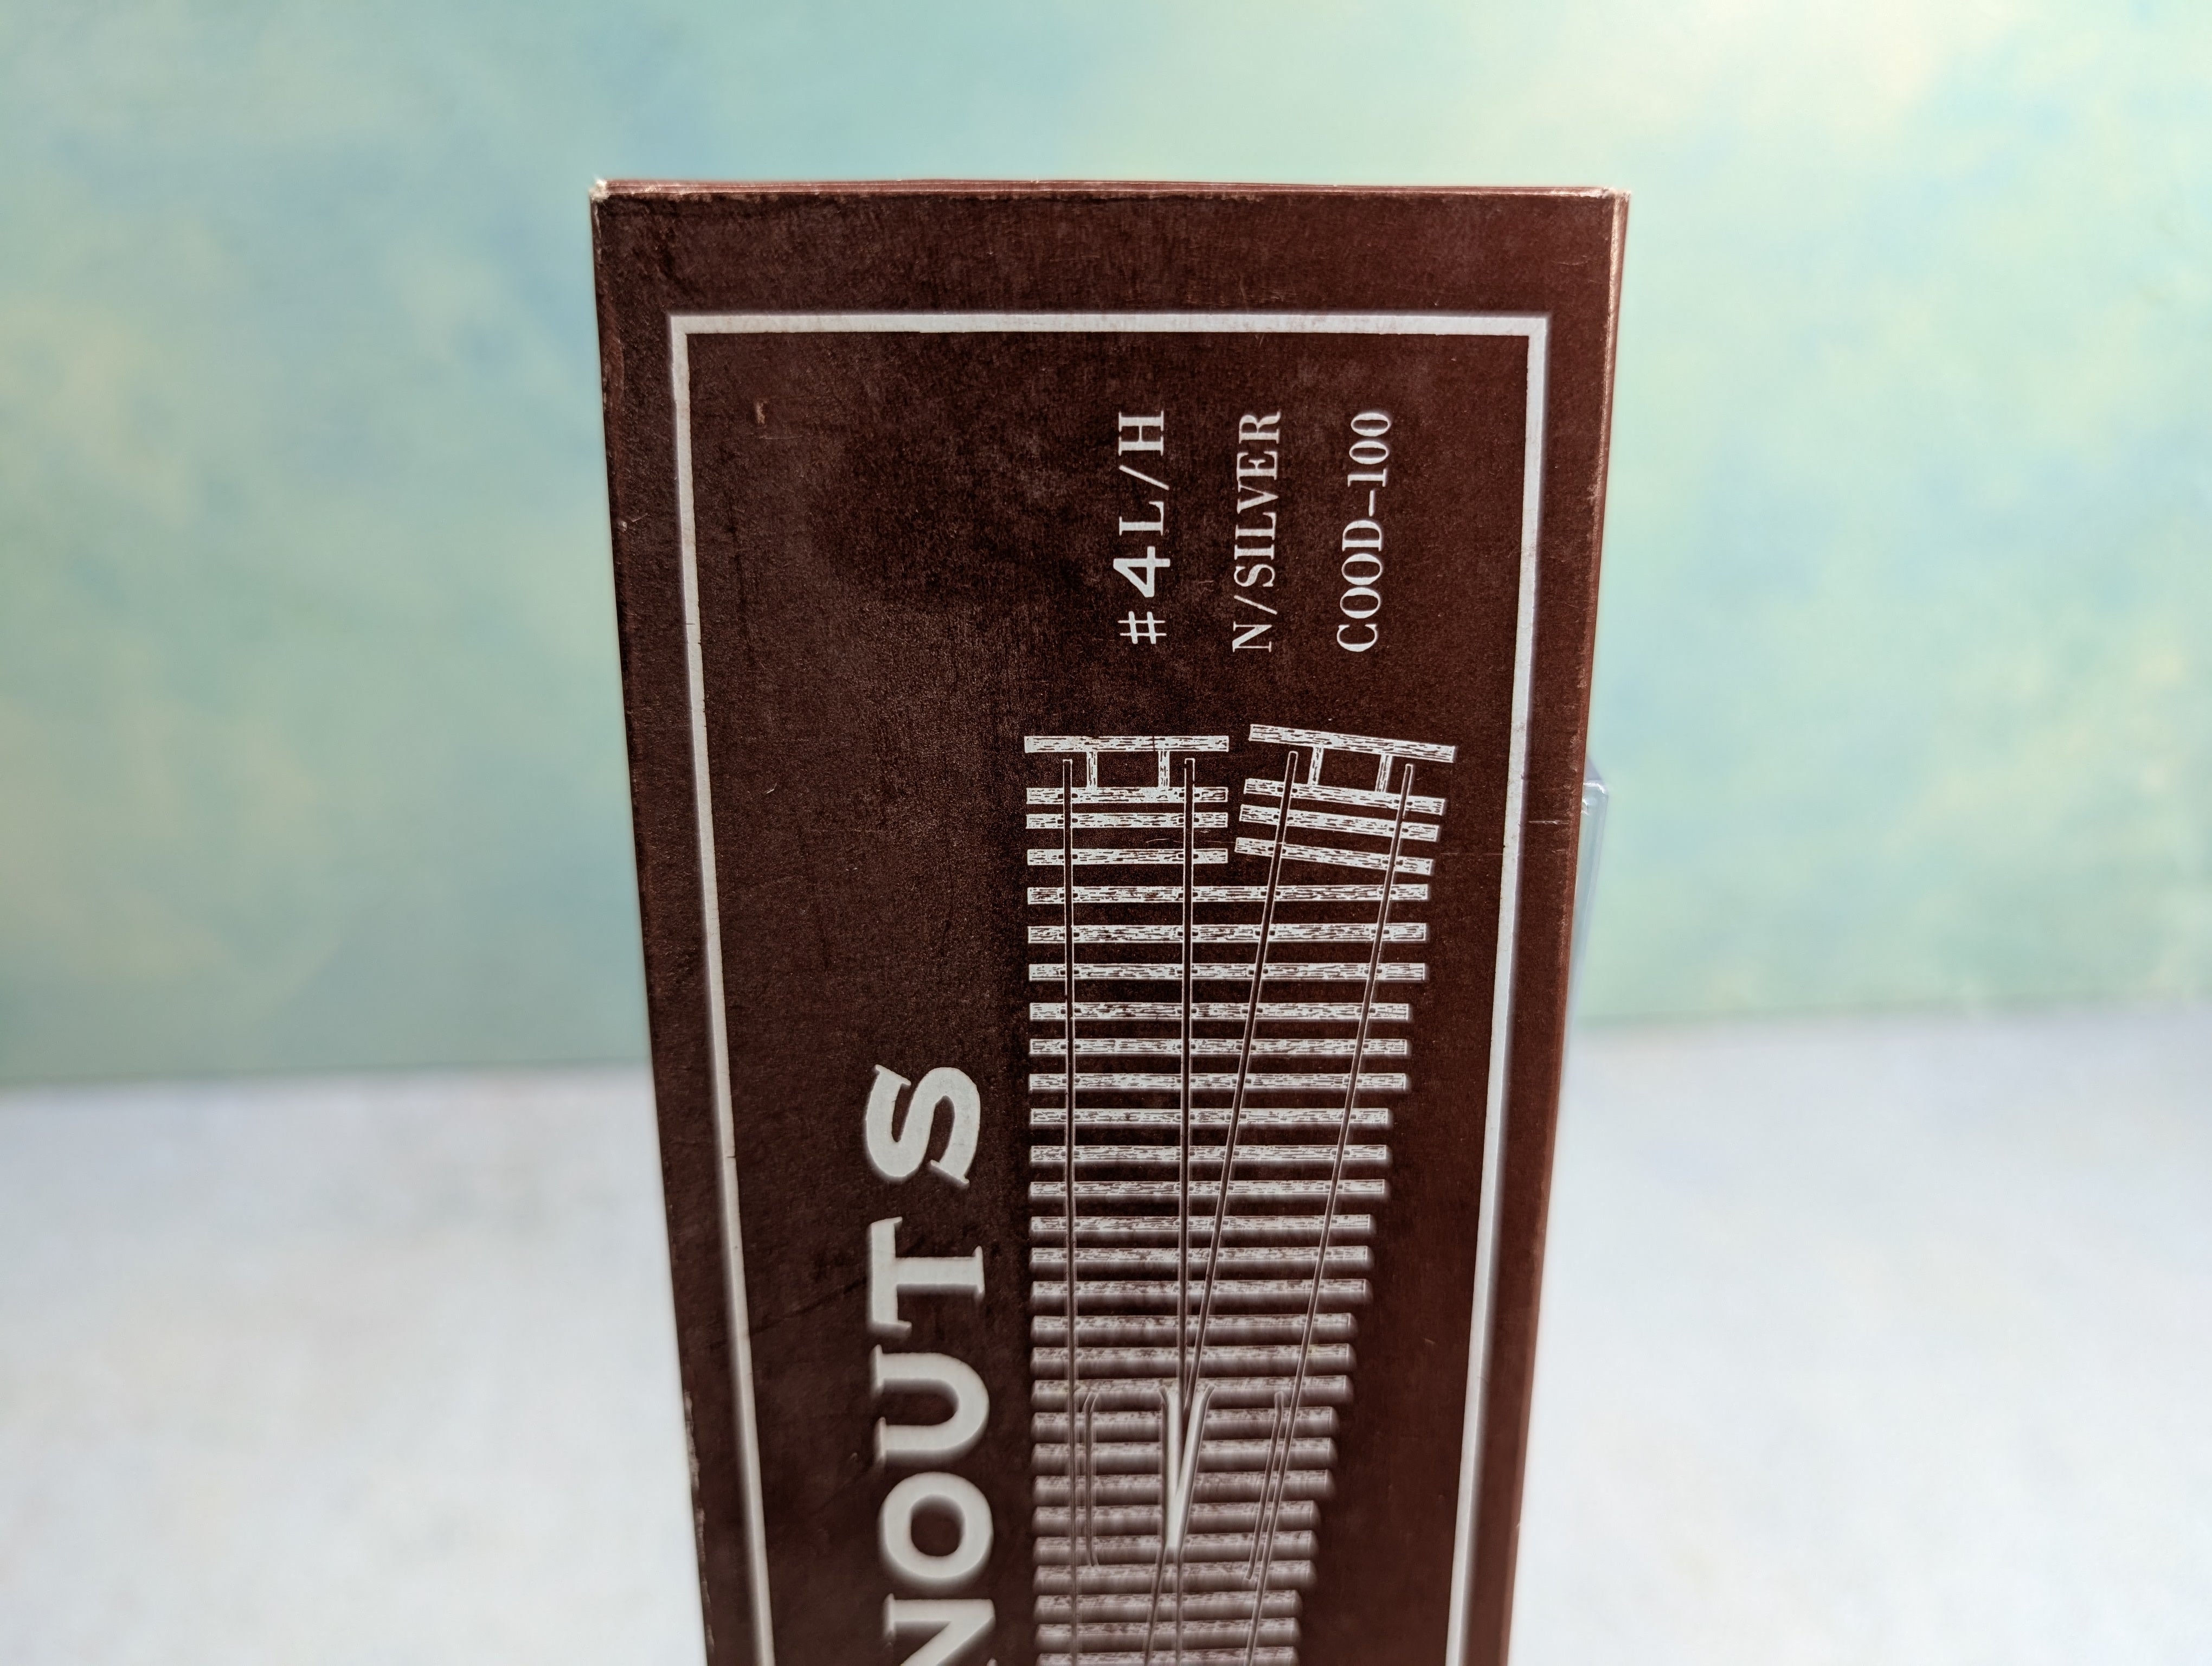 NOUTS
#4L/H
N/SILVER
COOD-100